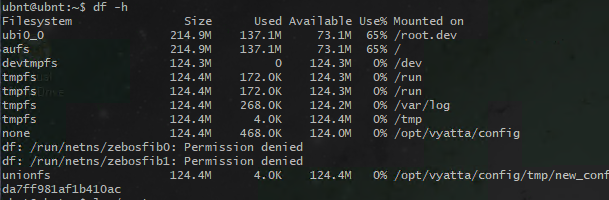 ubnt@ubnt:~$ df -h
Filesystem Size Used Available Use% Mounted on
ubi0_0 214.9M 137.1M 73.1M 65% /root.dev
aufs 214.9M 137.1M 73.1M 65% /
devtmpfs 124.3M 0 124.3M 0% /dev
tmpfs 124.4M 172.0K 124.3M 0% /run
tmpfs 124.4M 172.0K 124.3M 0% /run
tmpfs 124.4M 268.0K 124.2M 0% /var/log
tmpfs 124.4M 4.0K 124.4M 0% /tmp
none 124.4M 468.0K 124.0M 0% /opt/vyatta/config
df: /run/netns/zebosfib0: Permission denied
df: /run/netns/zebosfib1: Permission denied
unionfs 124.4M 4.0K 124.4M 0% /opt/vyatta/config/tmp/new_conf
da7ff981af1b410ac